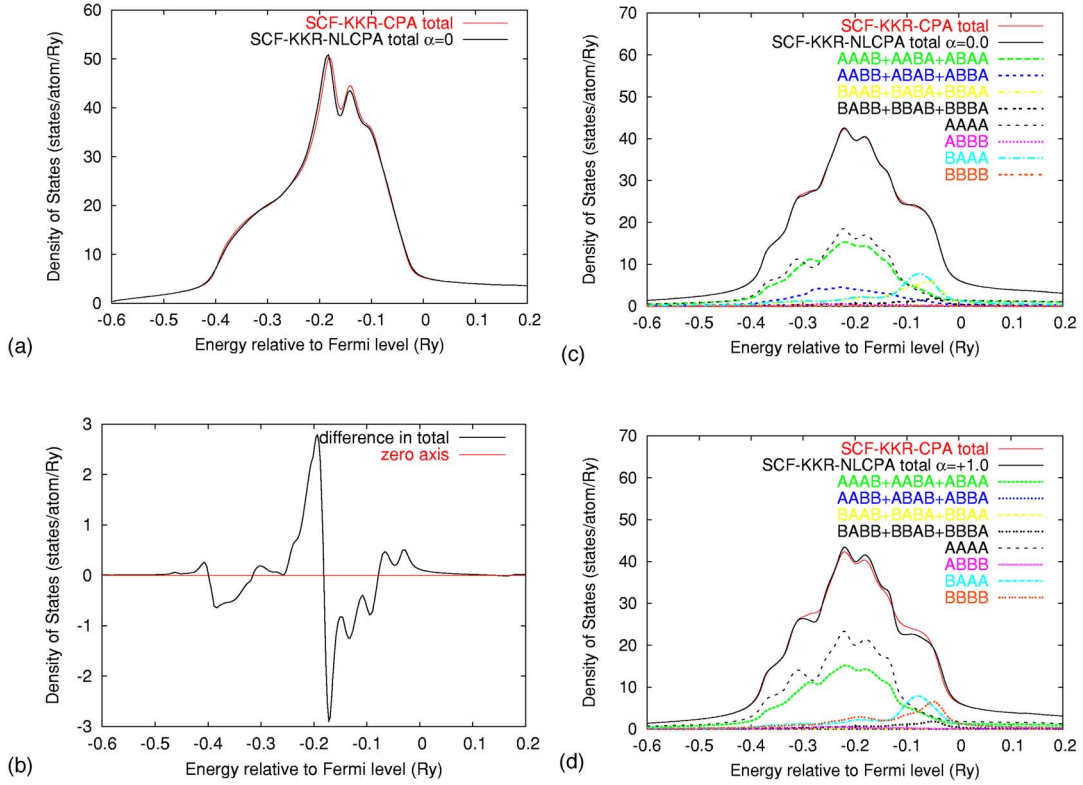 SCF-KKR-CPA total
SCF-KKR-NLCPA total α=0
70
60
50
40
30
20
10
0
-0.6 -0.5 -0.4 -0.3 -0.2 -0.1 0 0.1 0.2
Density of States (states/atom/Ry)
Energy relative to Fermi level (Ry)
(a)
difference in total
zero axis
3
2
1
0
-1
-2
-3
-0.6 -0.5 -0.4 -0.3 -0.2 -0.1 0 0.1 0.2
Density of States (states/atom/Ry)
Energy relative to Fermi level (Ry)
(b)
SCF-KKR-CPA total
SCF-KKR-NLCPA total α=0.0
AAAB+AABA+ABAA
AABB+ABAB+ABBA
BAAB+BABA+BBAA
BABB+BBAB+BBBA
AAAA
ABBB
BAAA
BBBB
70
60
50
40
30
20
10
0
-0.6 -0.5 -0.4 -0.3 -0.2 -0.1 0 0.1 0.2
Density of States (states/atom/Ry)
Energy relative to Fermi level (Ry)
(c)
SCF-KKR-CPA total
SCF-KKR-NLCPA total α=+1.0
AAAB+AABA+ABAA
AABB+ABAB+ABBA
BAAB+BABA+BBAA
BABB+BBAB+BBBA
AAAA
ABBB
BAAA
BBBB
70
60
50
40
30
20
10
0
-0.6 -0.5 -0.4 -0.3 -0.2 -0.1 0 0.1 0.2
Density of States (states/atom/Ry)
Energy relative to Fermi level (Ry)
(d)